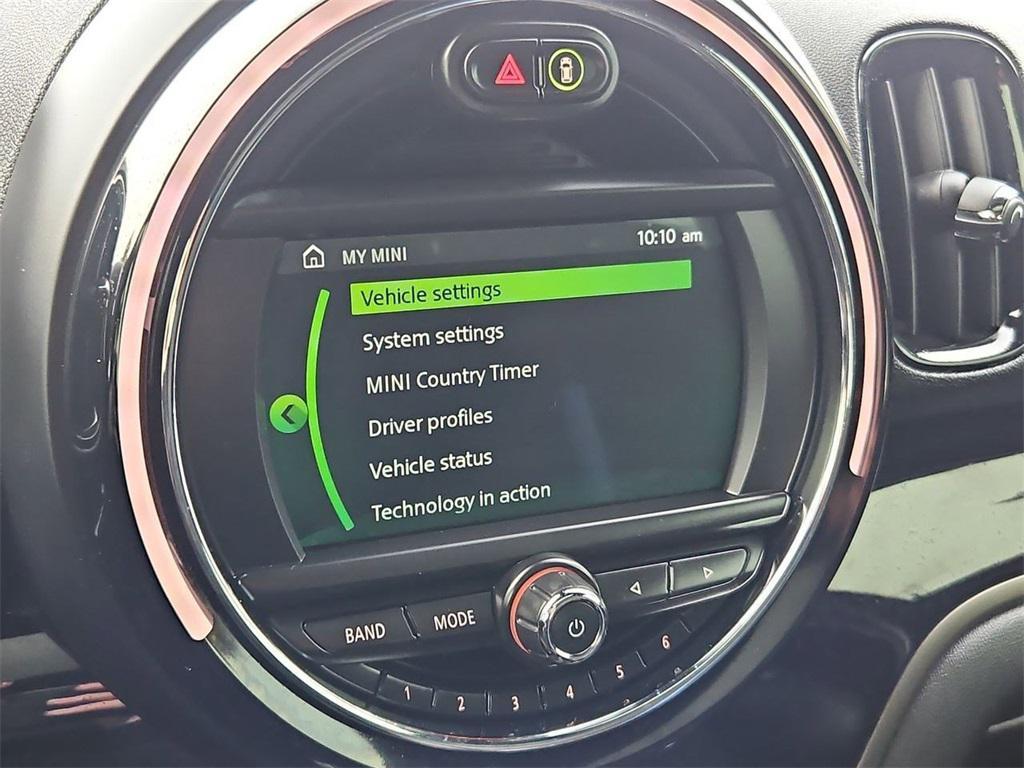 MY MINI
10:10 am
Vehicle settings
System settings
MINI Country Timer
Driver profiles
Vehicle status
Technology in action
BAND
MODE
1 2 3 4 5 6